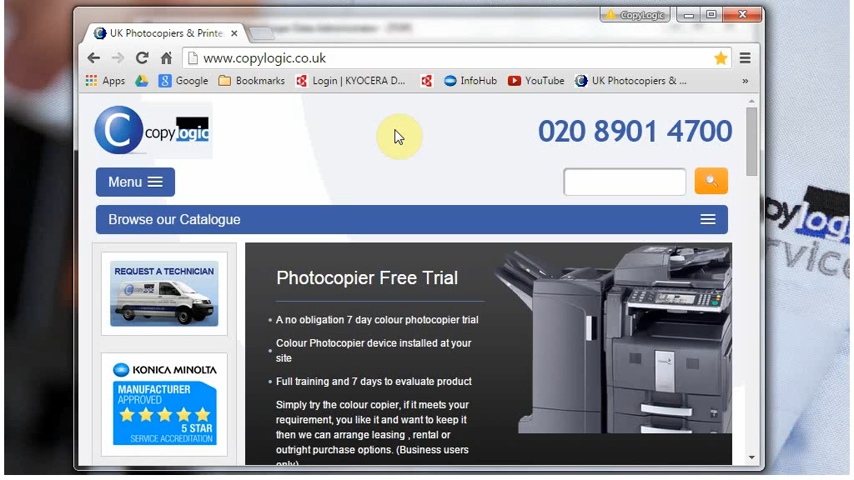 CopyLogic
UK Photocopiers & Printe
www.copylogic.co.uk
Apps Google Bookmarks Login | KYOCERA D... InfoHub YouTube UK Photocopiers & ... »
C copylogic
020 8901 4700
Menu
Browse our Catalogue
REQUEST A TECHNICIAN
KONICA MINOLTA
MANUFACTURER
APPROVED
5 STAR
SERVICE ACCREDITATION
Photocopier Free Trial
• A no obligation 7 day colour photocopier trial
• Colour Photocopier device installed at your
site
• Full training and 7 days to evaluate product
Simply try the colour copier, if it meets your
requirement, you like it and want to keep it
then we can arrange leasing , rental or
outright purchase options. (Business users
only)
pylogic
rvice